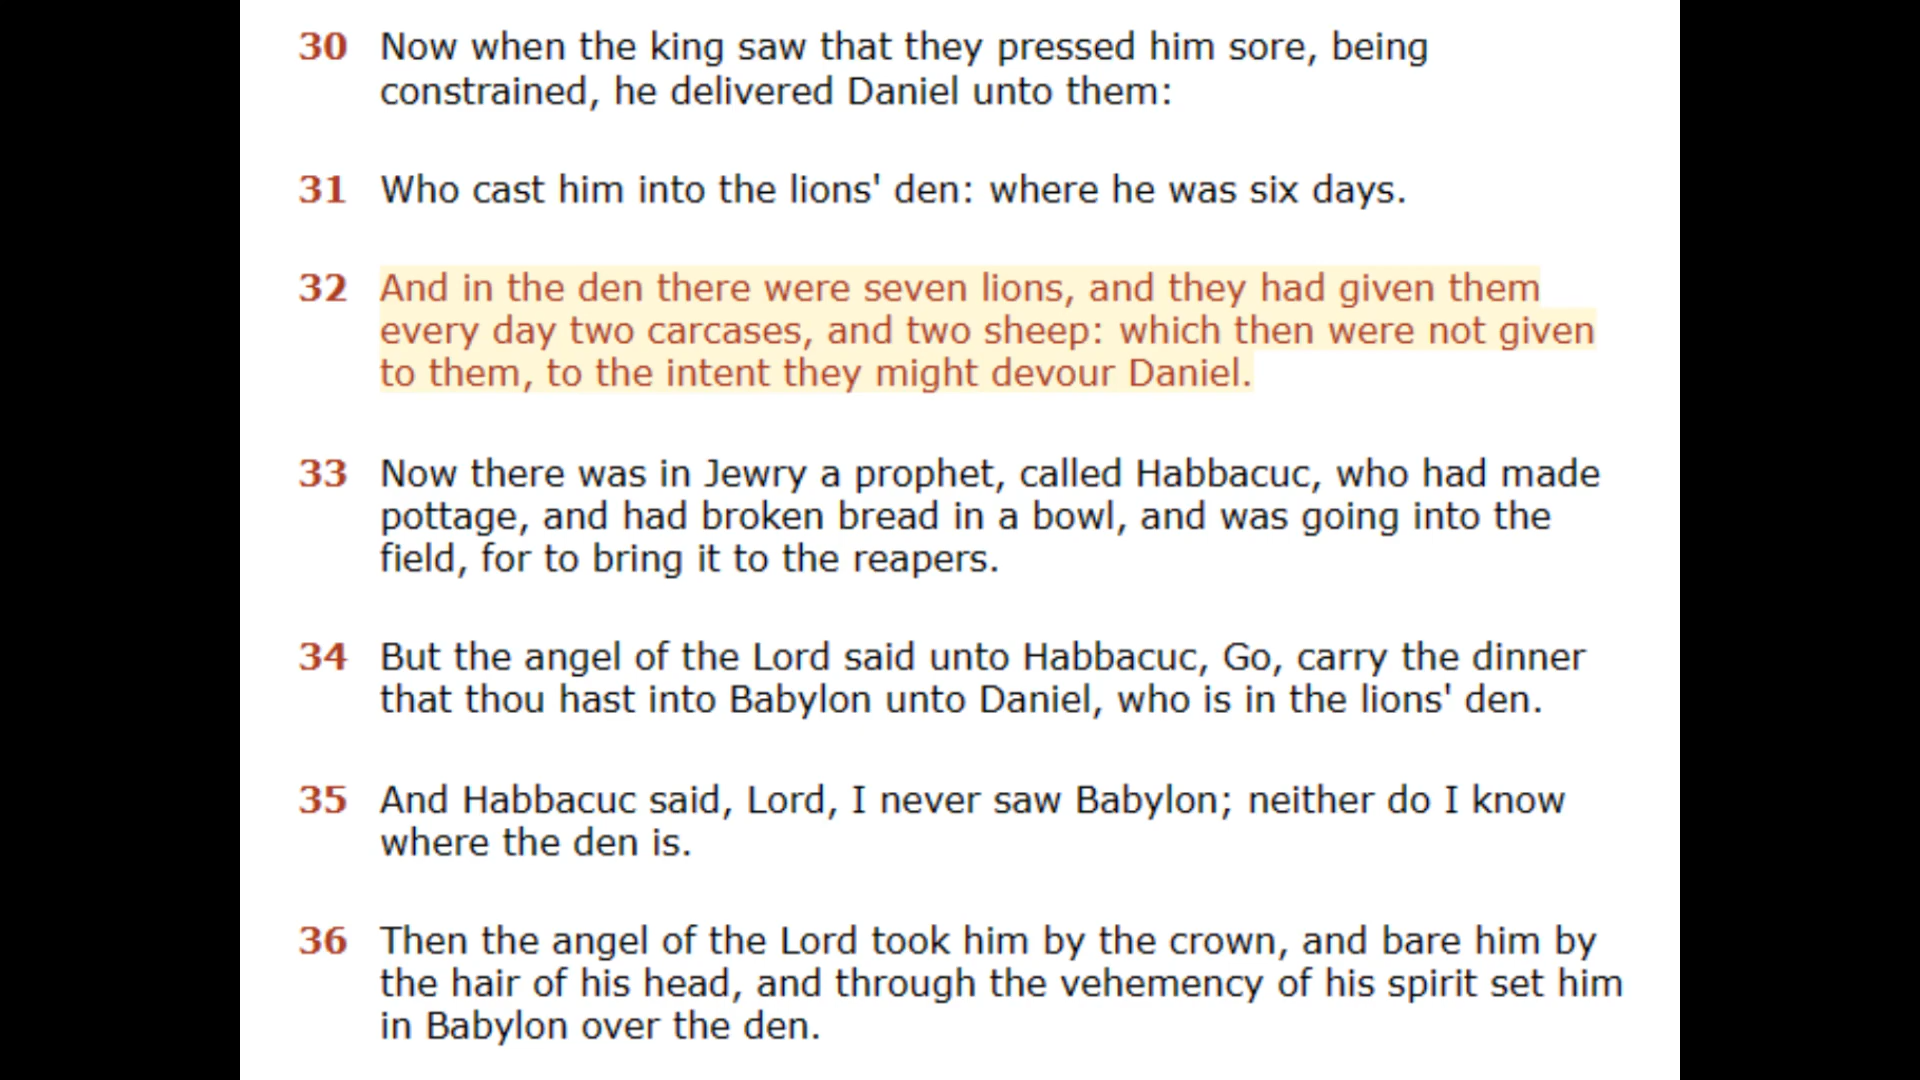 30 Now when the king saw that they pressed him sore, being
constrained, he delivered Daniel unto them:
31 Who cast him into the lions' den: where he was six days.
32 And in the den there were seven lions, and they had given them
every day two carcases, and two sheep: which then were not given
to them, to the intent they might devour Daniel.
33 Now there was in Jewry a prophet, called Habbacuc, who had made
pottage, and had broken bread in a bowl, and was going into the
field, for to bring it to the reapers.
34 But the angel of the Lord said unto Habbacuc, Go, carry the dinner
that thou hast into Babylon unto Daniel, who is in the lions' den.
35 And Habbacuc said, Lord, I never saw Babylon; neither do I know
where the den is.
36 Then the angel of the Lord took him by the crown, and bare him by
the hair of his head, and through the vehemency of his spirit set him
in Babylon over the den.